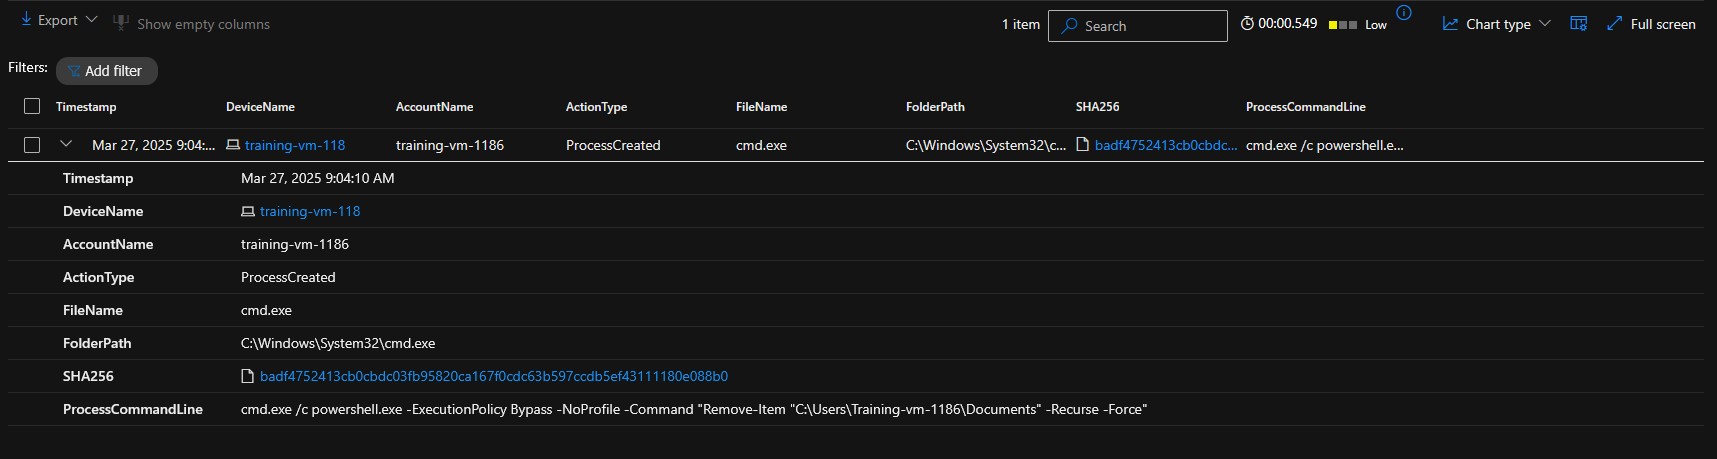 Export Show empty columns 1 item Search 00:00.549 Low Chart type Full screen
Filters: Add filter
Timestamp DeviceName AccountName ActionType FileName FolderPath SHA256 ProcessCommandLine
Mar 27, 2025 9:04:... training-vm-118 training-vm-1186 ProcessCreated cmd.exe C:\Windows\System32\c... badf4752413cb0cbdc... cmd.exe /c powershell.e...
Timestamp Mar 27, 2025 9:04:10 AM
DeviceName training-vm-118
AccountName training-vm-1186
ActionType ProcessCreated
FileName cmd.exe
FolderPath C:\Windows\System32\cmd.exe
SHA256 badf4752413cb0cbdc03fb95820ca167f0cdc63b597ccdb5ef43111180e088b0
ProcessCommandLine cmd.exe /c powershell.exe -ExecutionPolicy Bypass -NoProfile -Command "Remove-Item "C:\Users\Training-vm-1186\Documents" -Recurse -Force"